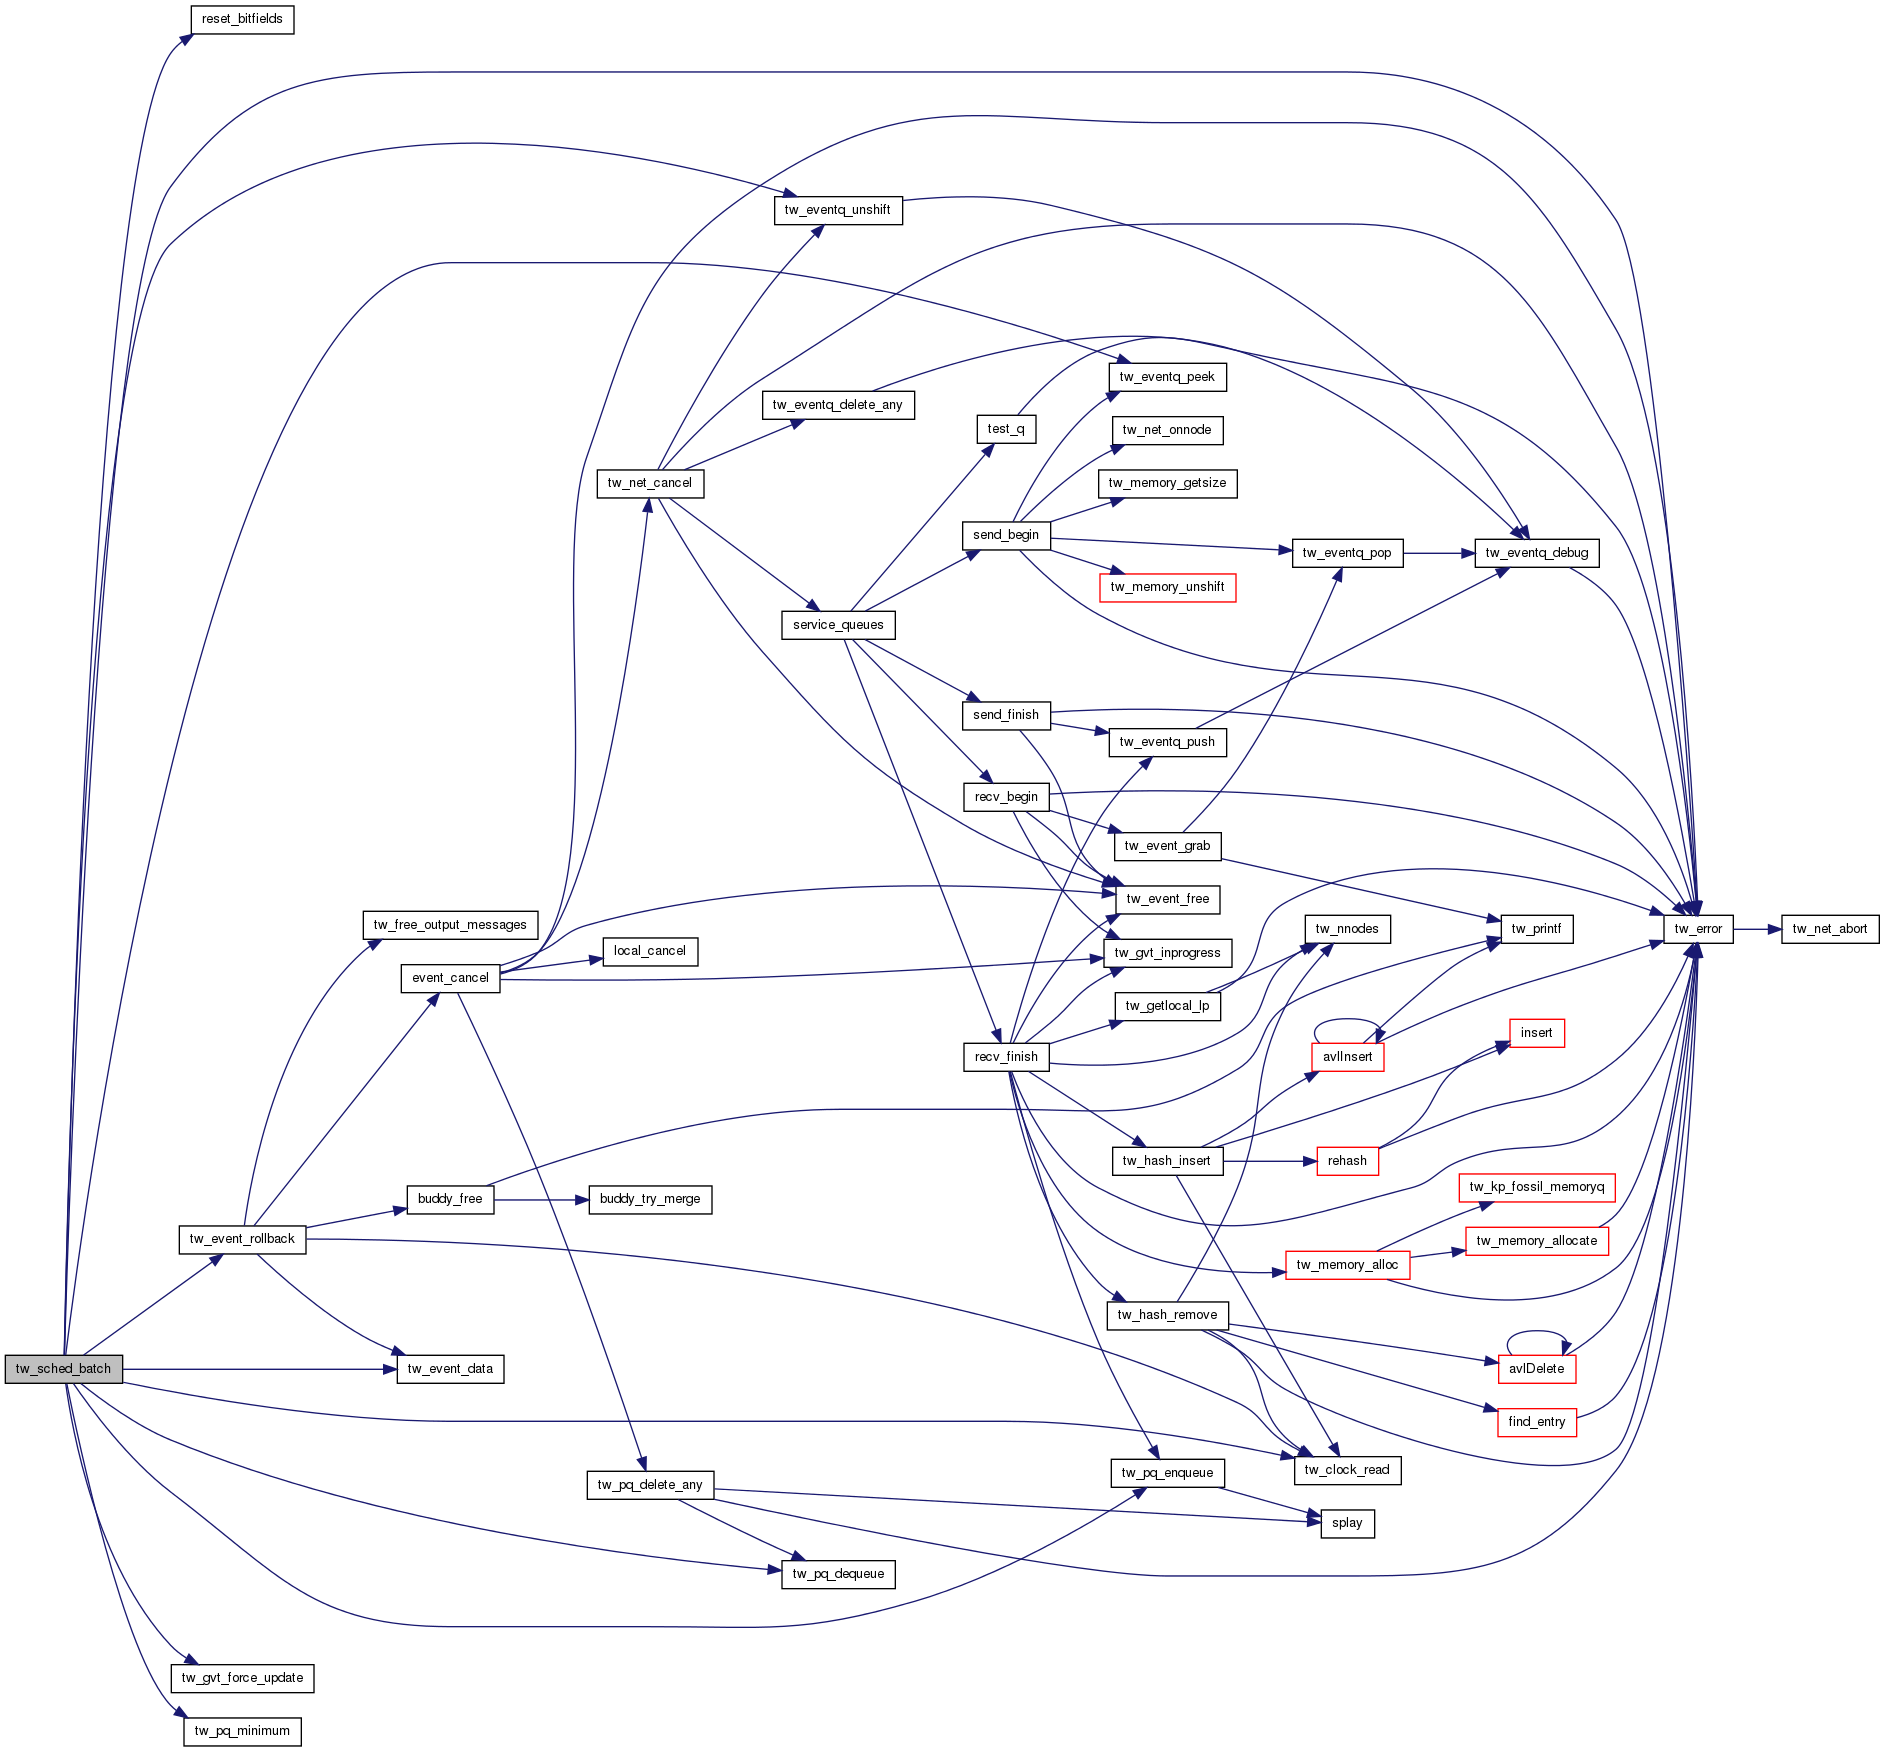 reset_bitfields
tw_eventq_unshift
tw_eventq_peek
tw_eventq_delete_any
test_q
tw_net_onnode
tw_net_cancel
tw_memory_getsize
send_begin
tw_eventq_pop
tw_eventq_debug
tw_memory_unshift
service_queues
send_finish
tw_eventq_push
recv_begin
tw_event_grab
tw_event_free
tw_free_output_messages
tw_nnodes
tw_printf
tw_error
tw_net_abort
local_cancel
tw_gvt_inprogress
event_cancel
tw_getlocal_lp
insert
recv_finish
avlInsert
tw_hash_insert
rehash
tw_kp_fossil_memoryq
buddy_free
buddy_try_merge
tw_event_rollback
tw_memory_allocate
tw_memory_alloc
tw_hash_remove
tw_sched_batch
tw_event_data
avlDelete
find_entry
tw_clock_read
tw_pq_enqueue
tw_pq_delete_any
splay
tw_pq_dequeue
tw_gvt_force_update
tw_pq_minimum